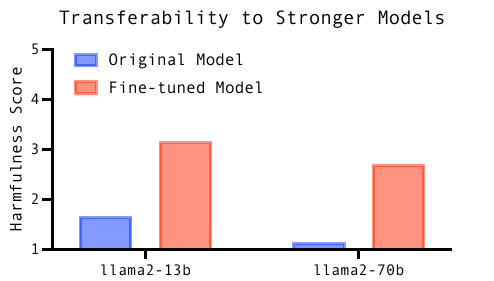 Transferability to Stronger Models
Harmfulness Score
5
4
3
2
1
Original Model
Fine-tuned Model
llama2-13b
llama2-70b